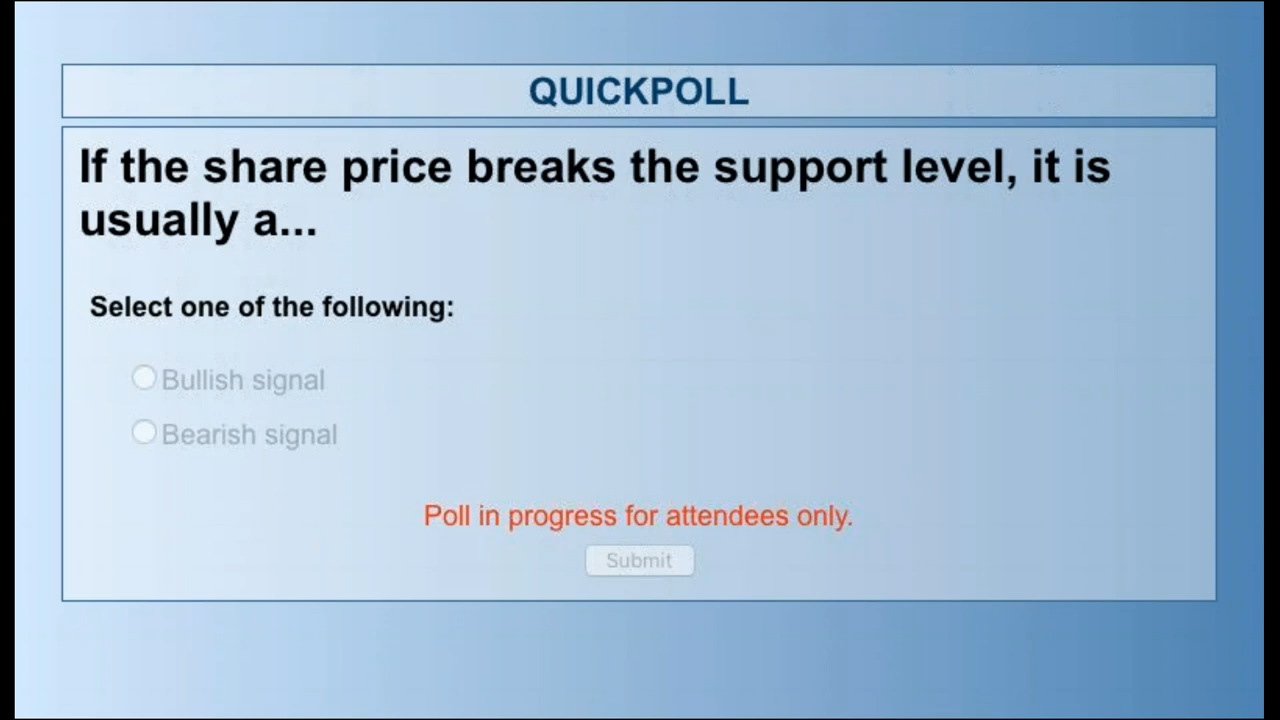 QUICKPOLL
If the share price breaks the support level, it is
usually a...
Select one of the following:
Bullish signal
Bearish signal
Poll in progress for attendees only.
Submit